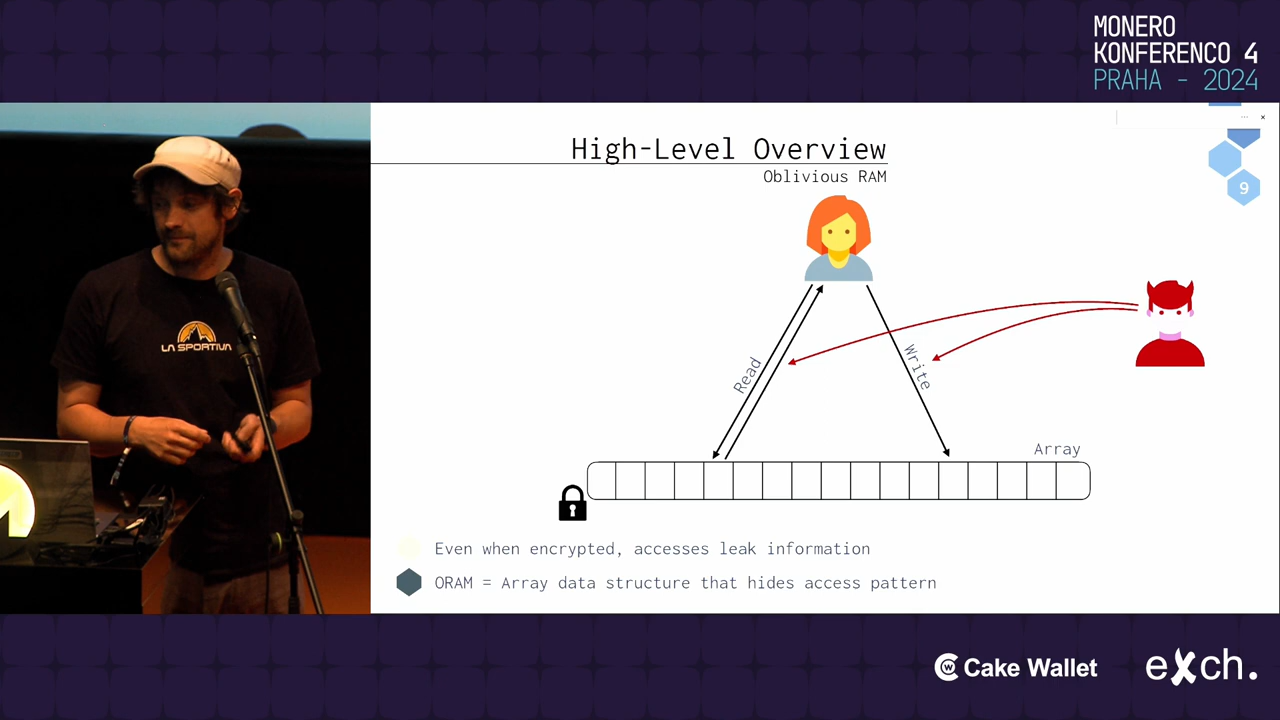 MONERO
KONFERENCO 4
PRAHA - 2024
High-Level Overview
Oblivious RAM
9
LA SPORTIVA
Read
Write
Array
Even when encrypted, accesses leak information
ORAM = Array data structure that hides access pattern
Cake Wallet
eXch.